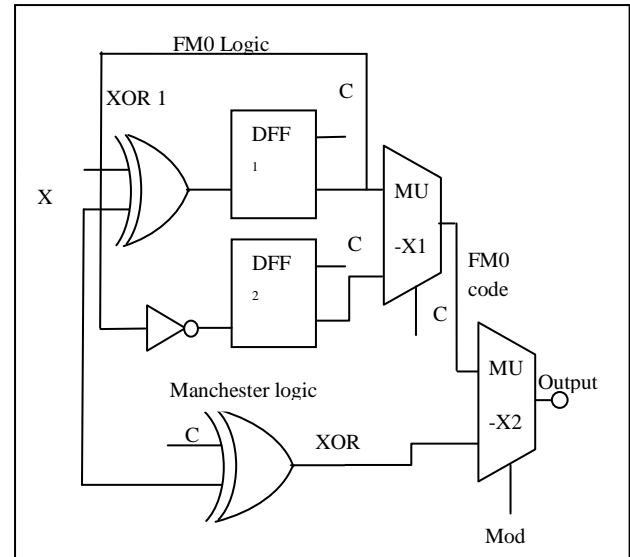 FM0 Logic
C
XOR 1
DFF
1
MU
-X1
X
C
DFF
2
FM0
code
C
MU
-X2
Output
Manchester logic
C
XOR
Mod